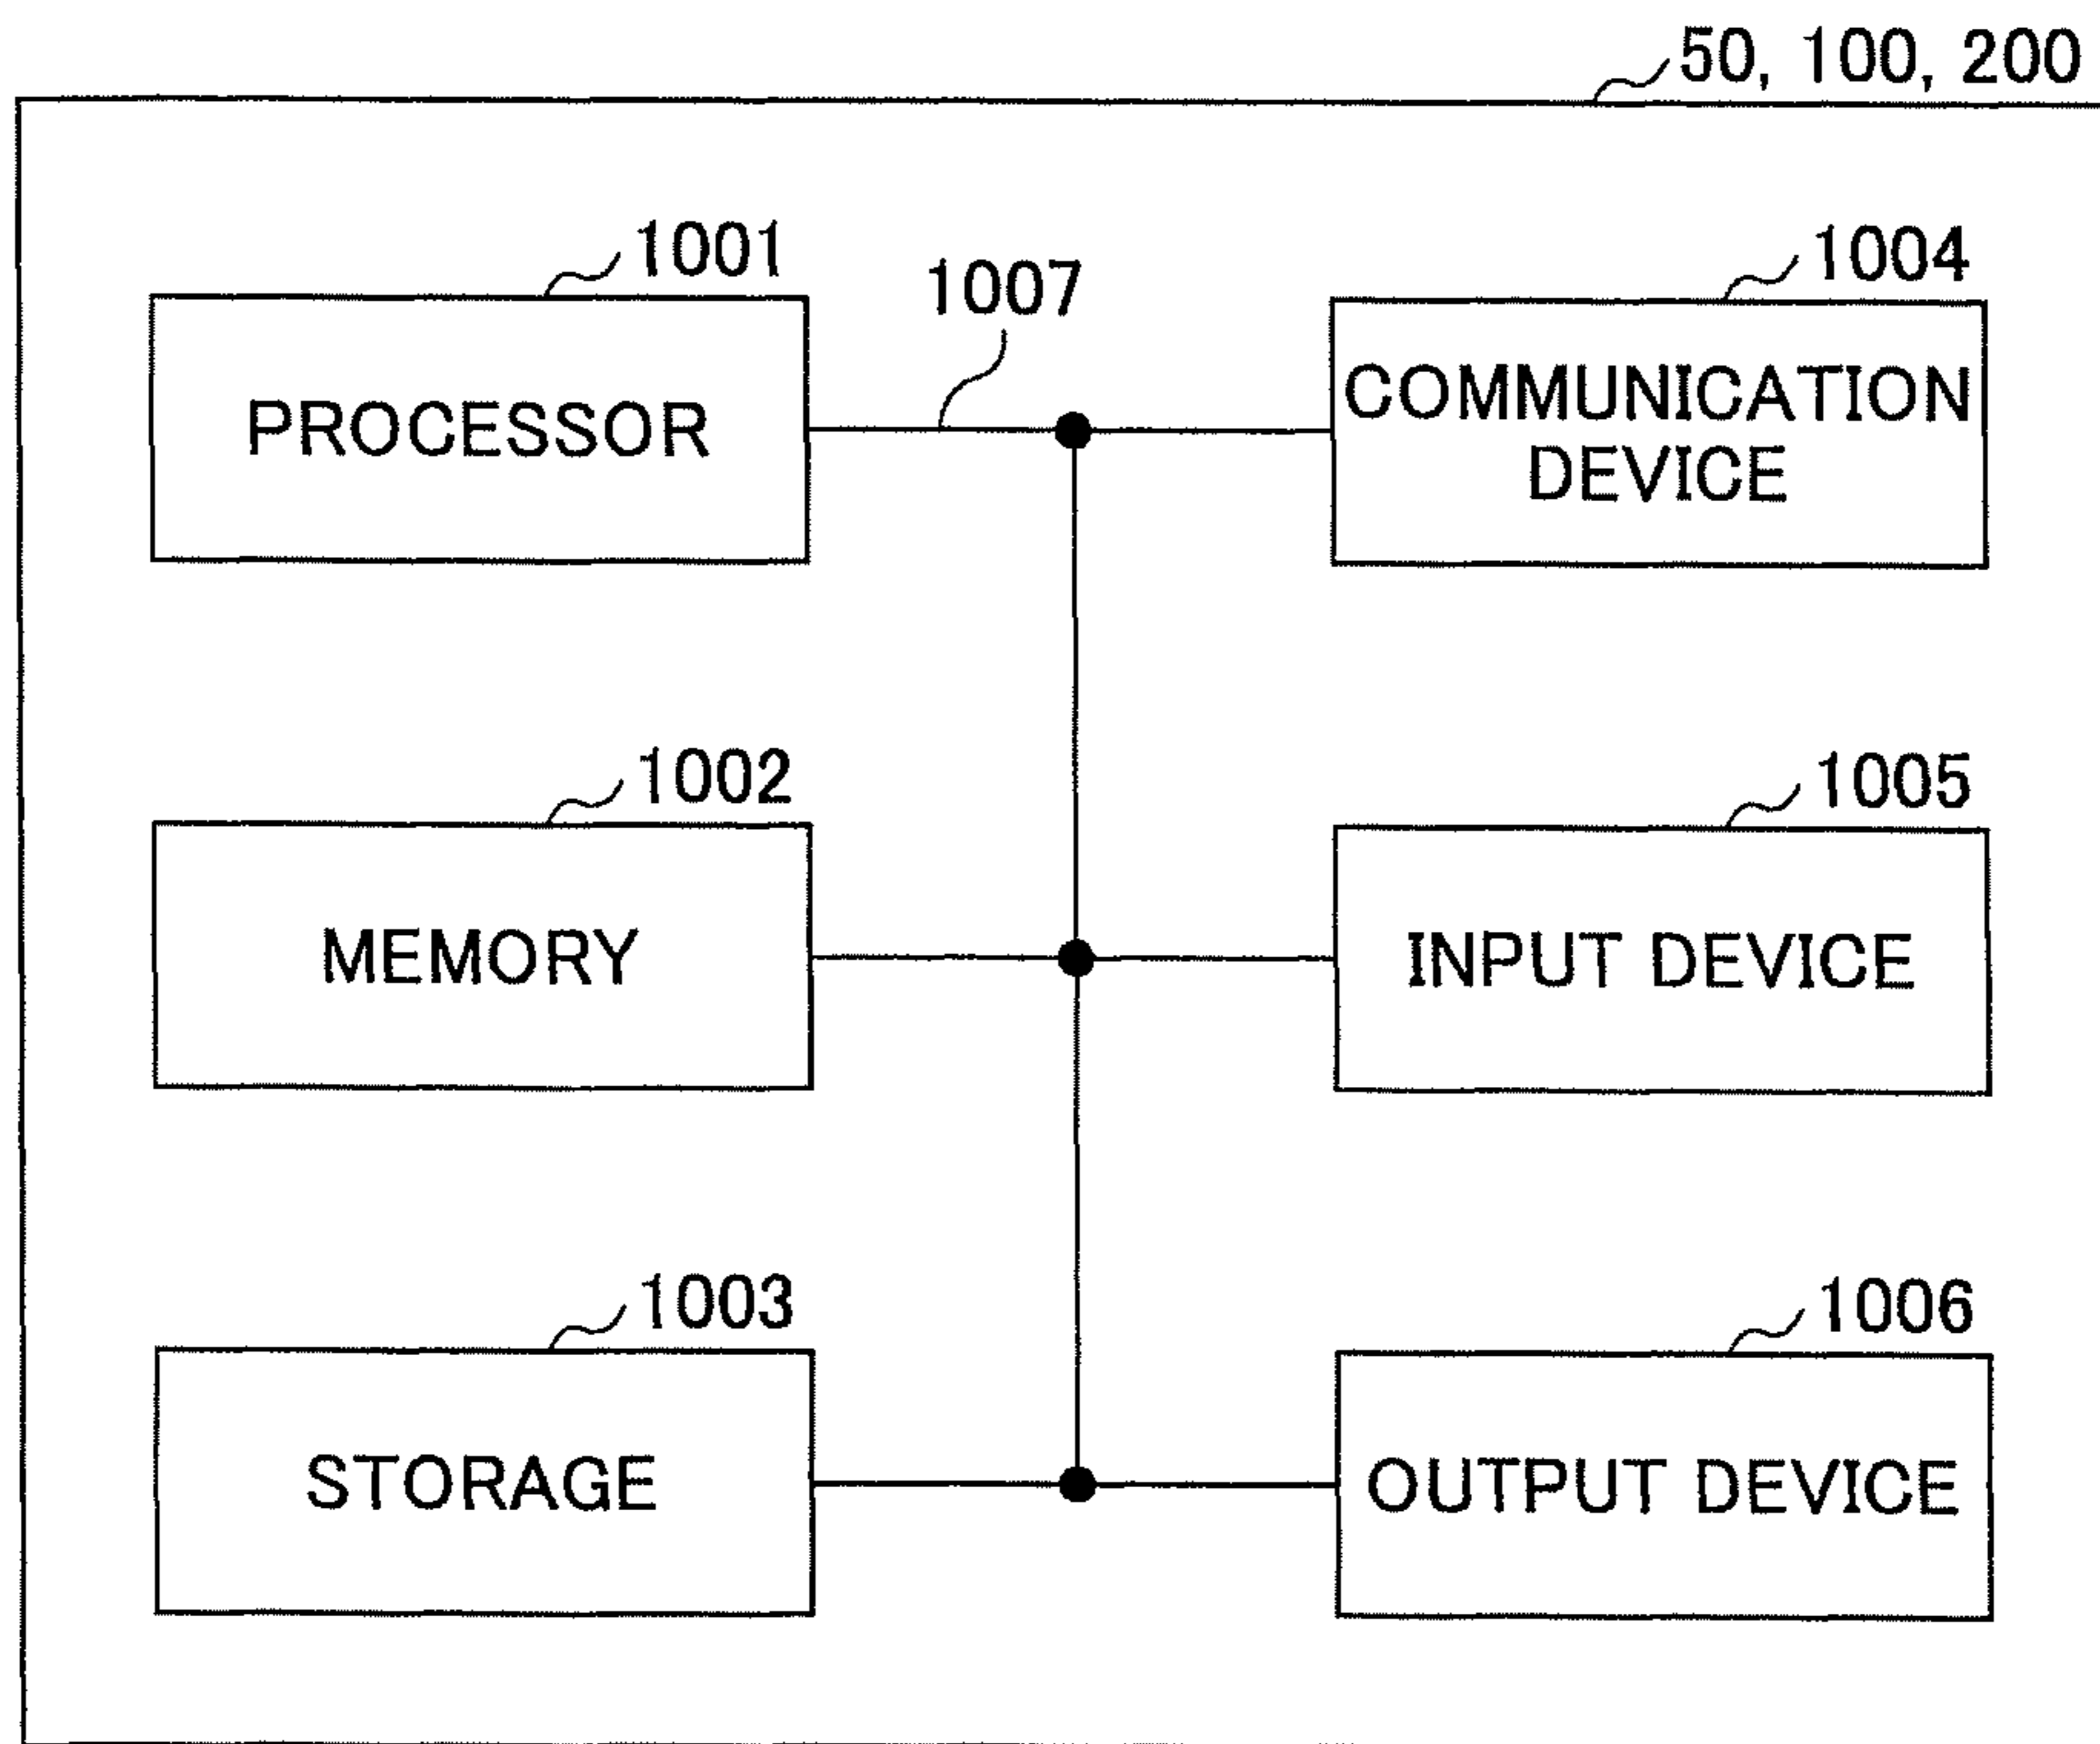 50, 100, 200
1001
1007
1004
PROCESSOR
COMMUNICATION
DEVICE
1002
1005
MEMORY
INPUT DEVICE
1003
1006
STORAGE
OUTPUT DEVICE